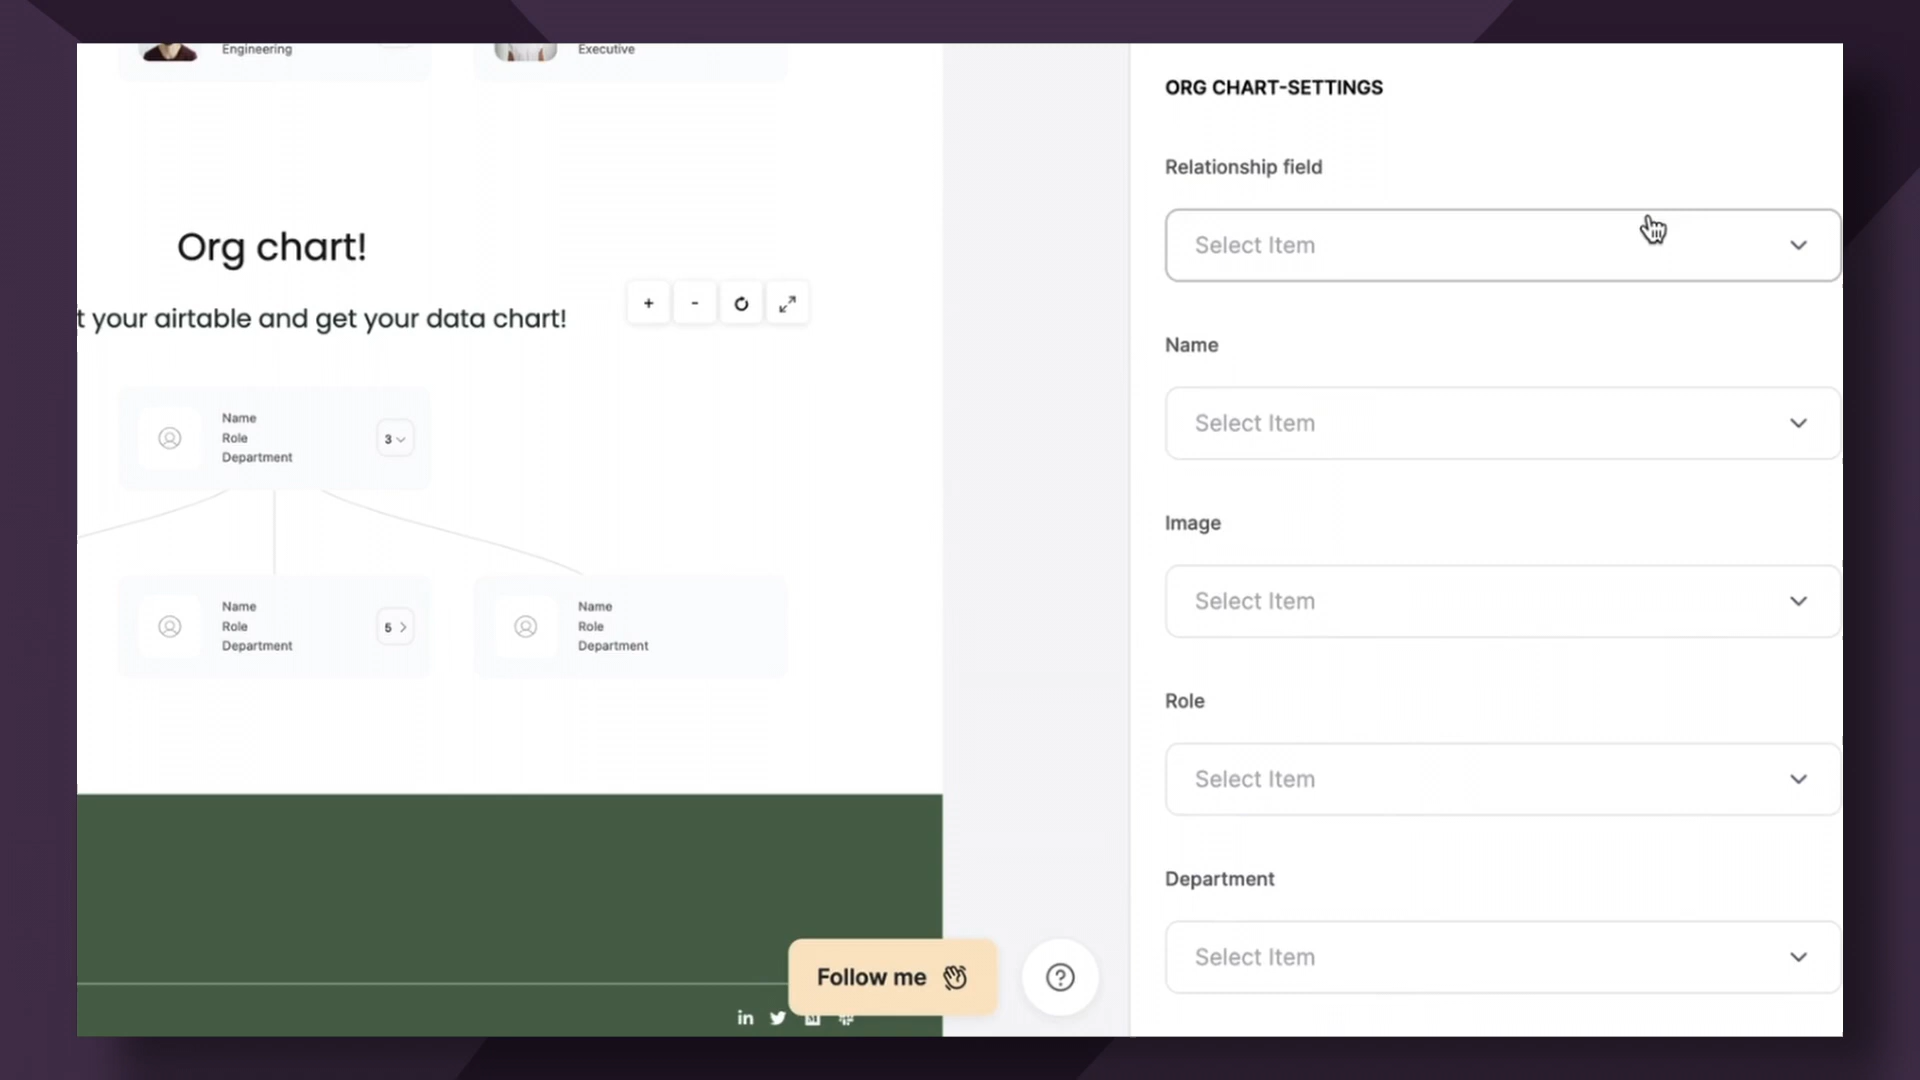 Engineering
Executive
Org chart!
t your airtable and get your data chart!
+
-
Name
Role
Department
3
Name
Role
Department
5
Name
Role
Department
Follow me
in
ORG CHART-SETTINGS
Relationship field
Select Item
Name
Select Item
Image
Select Item
Role
Select Item
Department
Select Item